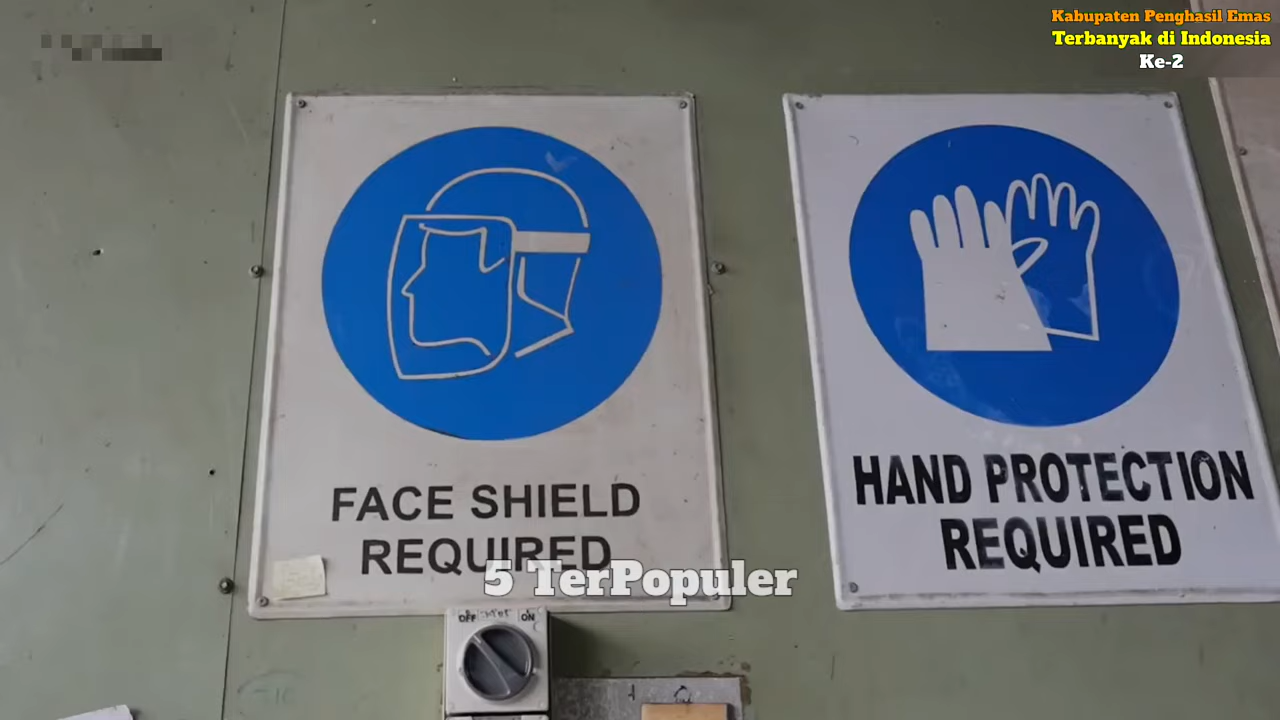 Kabupaten Penghasil Emas
Terbanyak di Indonesia
Ke-2
FACE SHIELD
REQUIRED
HAND PROTECTION
REQUIRED
5 TerPopuler
OFF
ON